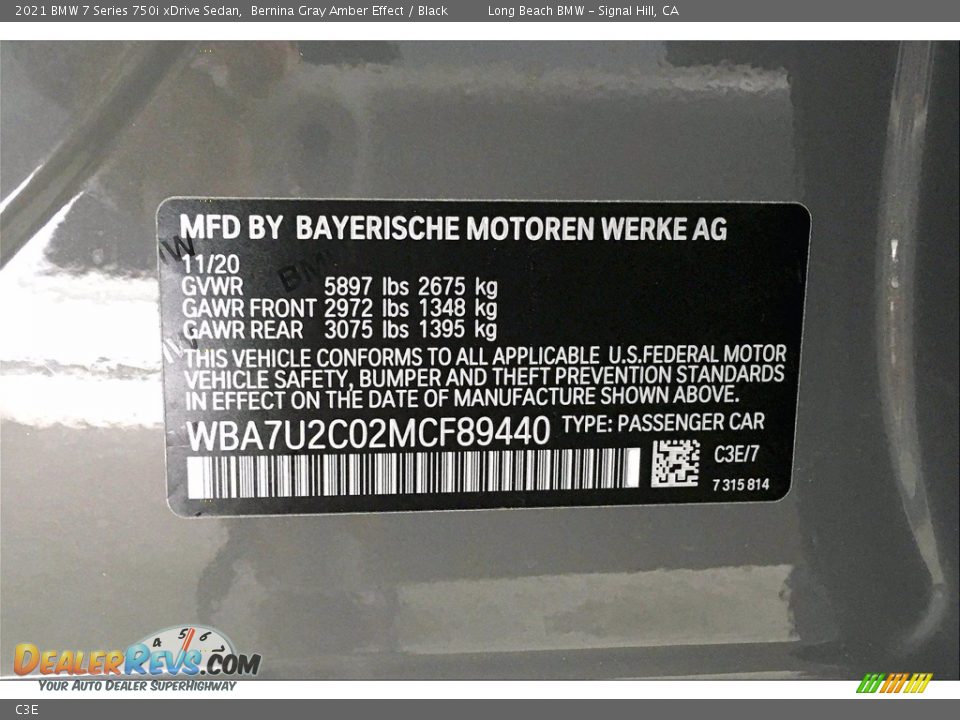 2021 BMW 7 Series 750i xDrive Sedan, Bernina Gray Amber Effect / Black Long Beach BMW - Signal Hill, CA
MFD BY BAYERISCHE MOTOREN WERKE AG
11/20
GVWR 5897 lbs 2675 kg
GAWR FRONT 2972 lbs 1348 kg
GAWR REAR 3075 lbs 1395 kg
THIS VEHICLE CONFORMS TO ALL APPLICABLE U.S.FEDERAL MOTOR
VEHICLE SAFETY, BUMPER AND THEFT PREVENTION STANDARDS
IN EFFECT ON THE DATE OF MANUFACTURE SHOWN ABOVE.
WBA7U2C02MCF89440 TYPE: PASSENGER CAR
C3E/7
7 315 814
4 5 6 7
DEALERREVS.COM
YOUR AUTO DEALER SUPERHIGHWAY
C3E